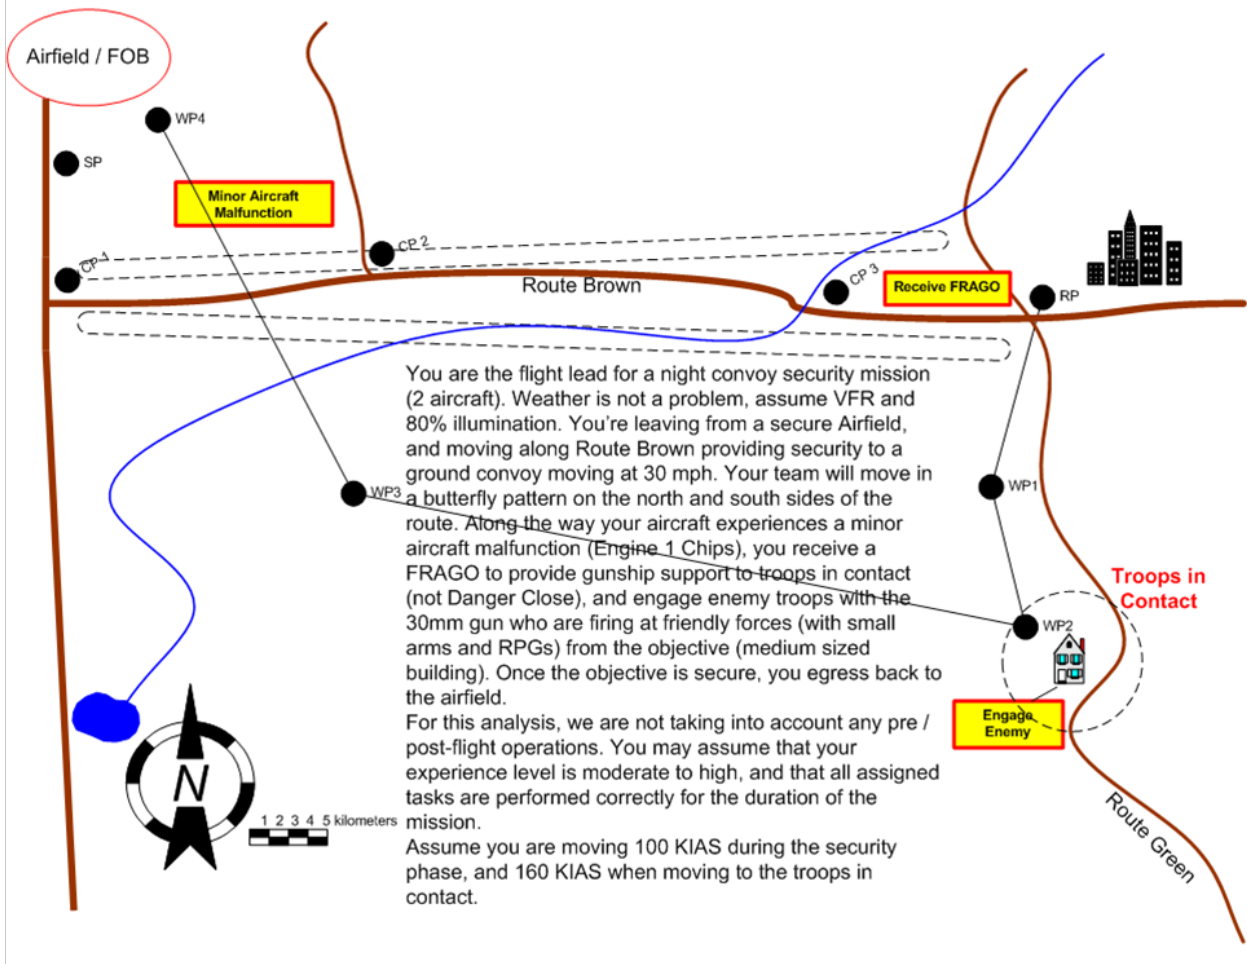 Airfield / FOB
WP4
SP
Minor Aircraft
Malfunction
CP 1
CP 2
CP 3
Route Brown
Receive FRAGO
RP
You are the flight lead for a night convoy security mission
(2 aircraft). Weather is not a problem, assume VFR and
80% illumination. You're leaving from a secure Airfield,
and moving along Route Brown providing security to a
ground convoy moving at 30 mph. Your team will move in
a butterfly pattern on the north and south sides of the
route. Along the way your aircraft experiences a minor
aircraft malfunction (Engine 1 Chips), you receive a
FRAGO to provide gunship support to troops in contact
(not Danger Close), and engage enemy troops with the
30mm gun who are firing at friendly forces (with small
arms and RPGs) from the objective (medium sized
building). Once the objective is secure, you egress back to
the airfield.
For this analysis, we are not taking into account any pre /
post-flight operations. You may assume that your
experience level is moderate to high, and that all assigned
tasks are performed correctly for the duration of the
mission.
Assume you are moving 100 KIAS during the security
phase, and 160 KIAS when moving to the troops in
contact.
WP3
WP1
Troops in
Contact
WP2
Engage
Enemy
Route Green
N
1 2 3 4 5 kilometers